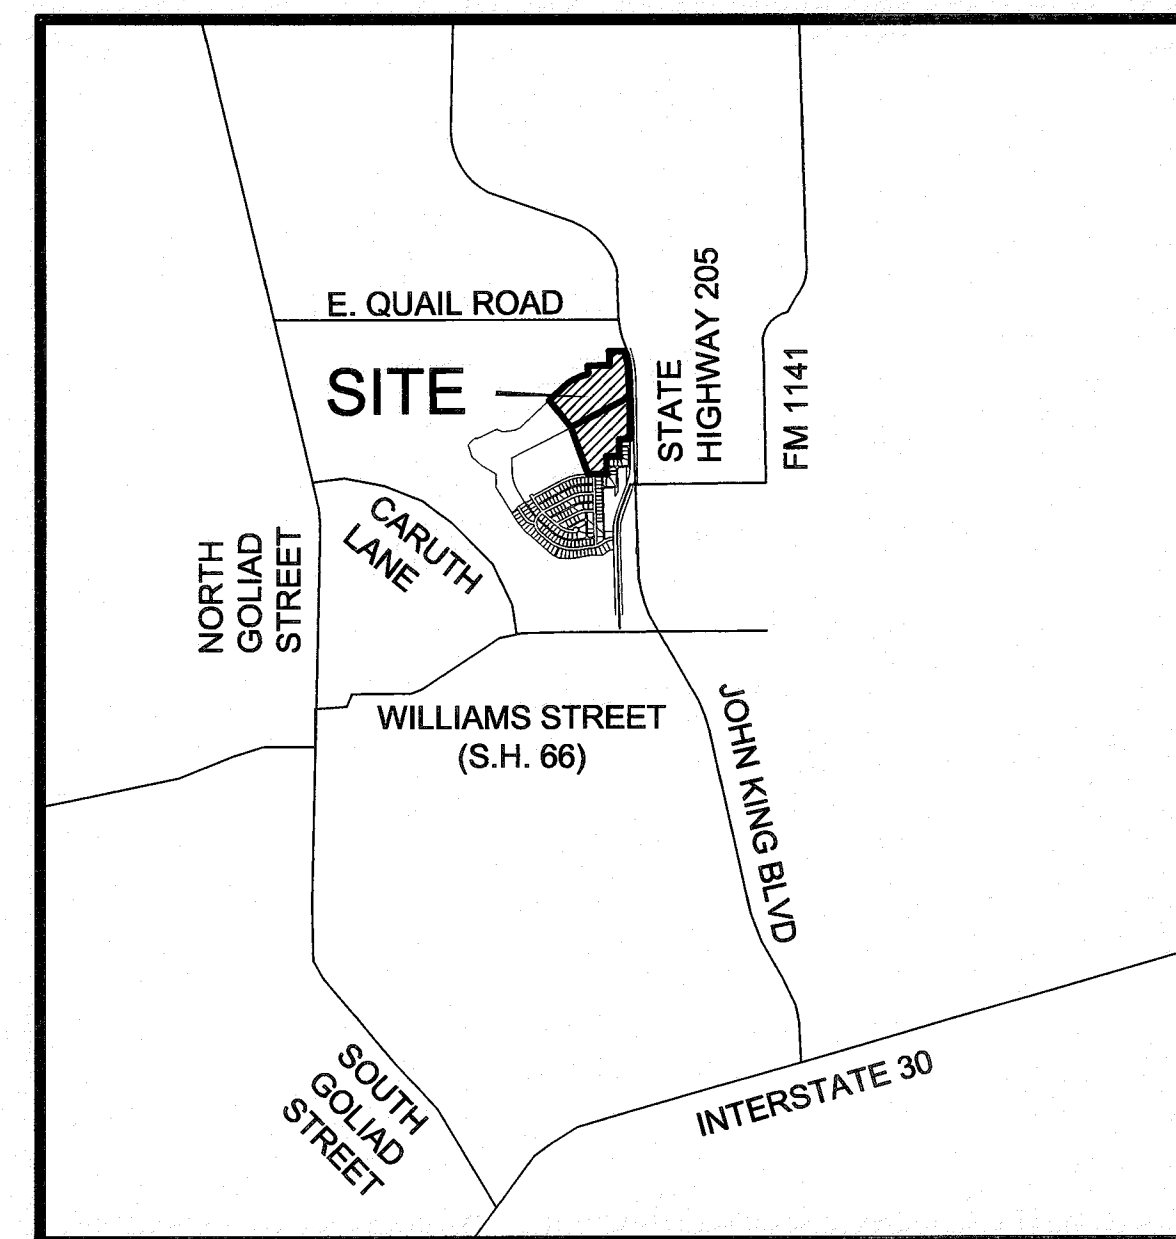 E. QUAIL ROAD
SITE
STATE
HIGHWAY 205
FM 1141
CARUTH
LANE
NORTH
GOLIAD
STREET
WILLIAMS STREET
(S.H. 66)
JOHN KING BLVD
INTERSTATE 30
SOUTH
GOLIAD
STREET